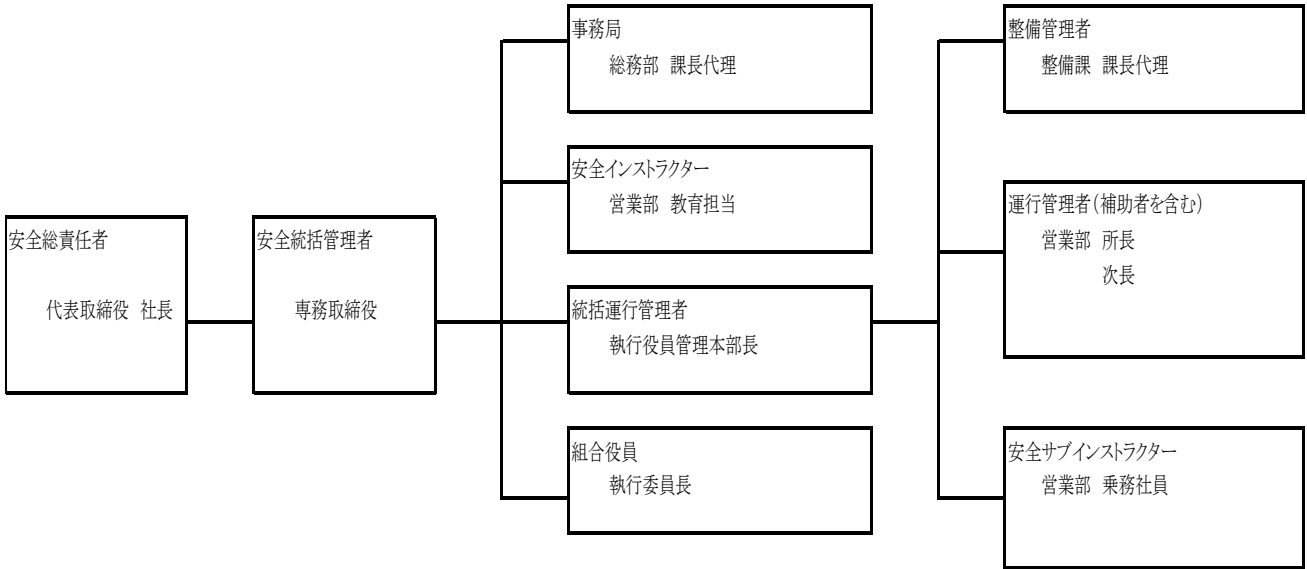 安全総責任者
代表取締役 社長
安全統括管理者
専務取締役
事務局
総務部 課長代理
安全インストラクター
営業部 教育担当
統括運行管理者
執行役員管理本部長
組合役員
執行委員長
整備管理者
整備課 課長代理
運行管理者(補助者を含む)
営業部 所長
次長
安全サブインストラクター
営業部 乗務社員